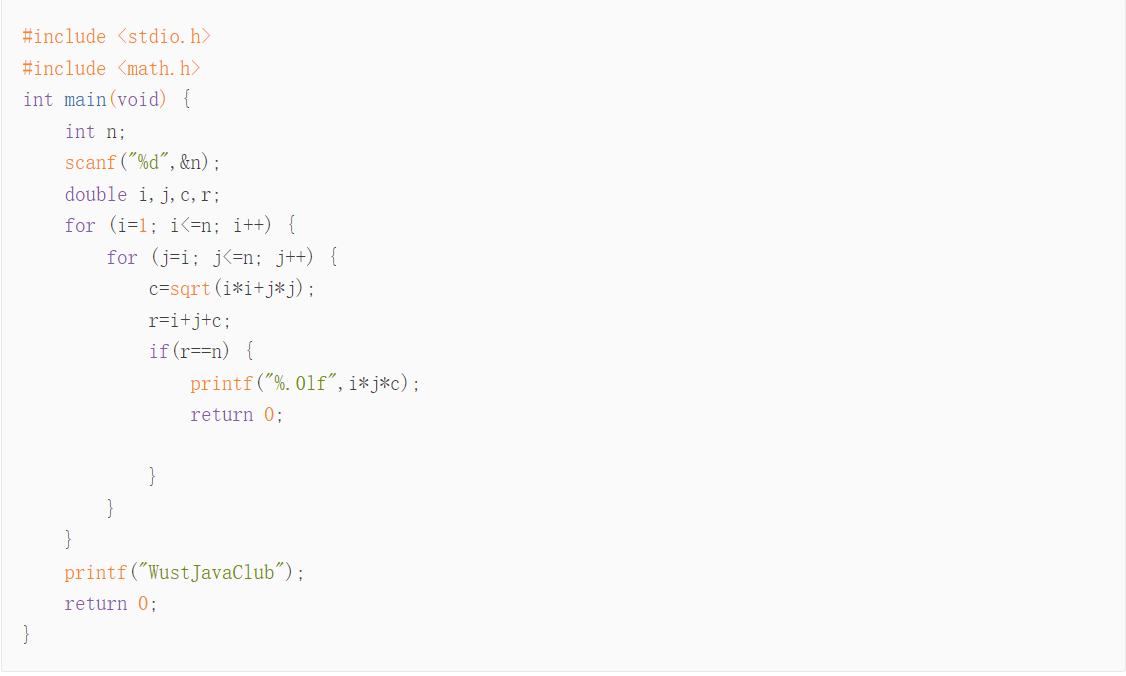 #include <stdio.h>
#include <math.h>
int main(void) {
    int n;
    scanf("%d",&n);
    double i,j,c,r;
    for (i=1; i<=n; i++) {
        for (j=i; j<=n; j++) {
            c=sqrt(i*i+j*j);
            r=i+j+c;
            if(r==n) {
                printf("%.0lf",i*j*c);
                return 0;

            }
        }
    }
    printf("WustJavaClub");
    return 0;
}